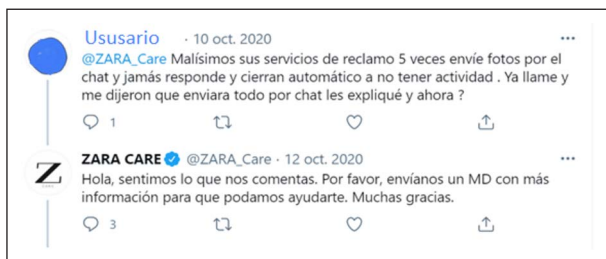 Ususario · 10 oct. 2020
@ZARA_Care Malísimos sus servicios de reclamo 5 veces envíe fotos por el
chat y jamás responde y cierran automático a no tener actividad . Ya llame y
me dijeron que enviara todo por chat les expliqué y ahora ?
1
ZARA CARE @ZARA_Care · 12 oct. 2020
Hola, sentimos lo que nos comentas. Por favor, envíanos un MD con más
información para que podamos ayudarte. Muchas gracias.
3
Z